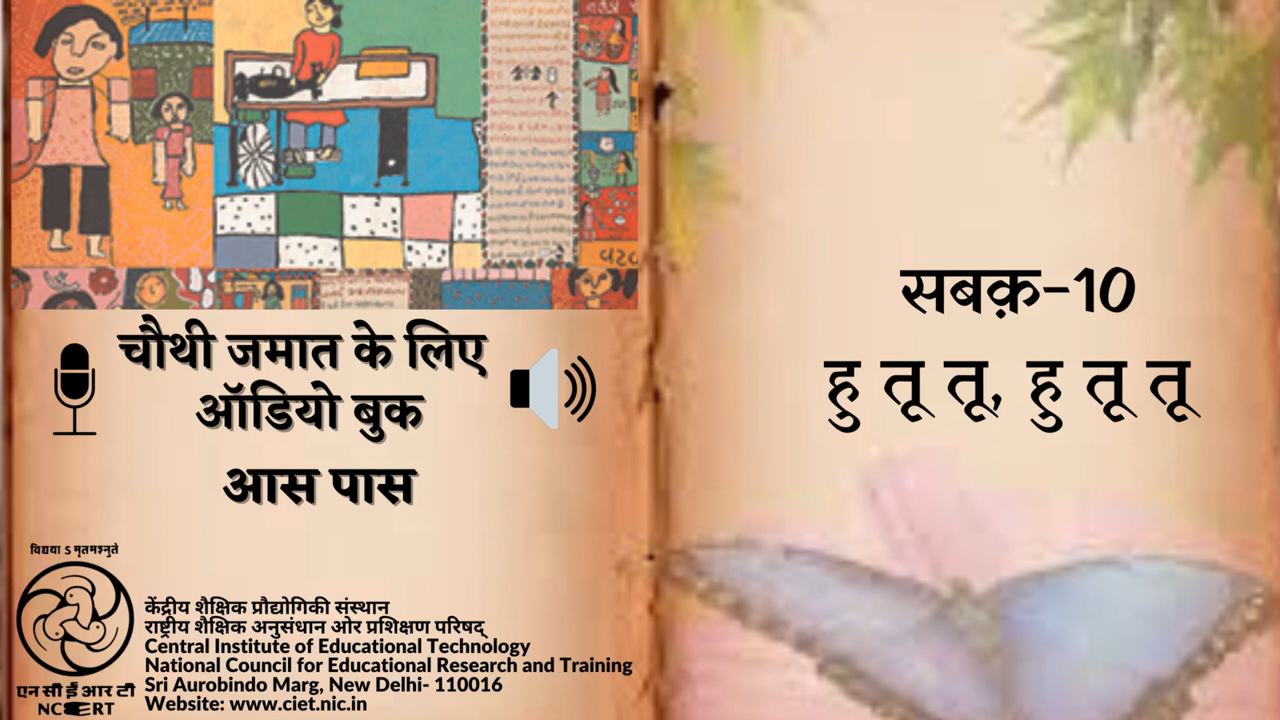 चौथी जमात के लिए
ऑडियो बुक
आस पास
विद्यया ऽ मृतमश्नुते
एन सी ई आर टी
NCERT
केंद्रीय शैक्षिक प्रौद्योगिकी संस्थान
राष्ट्रीय शैक्षिक अनुसंधान ओर प्रशिक्षण परिषद्
Central Institute of Educational Technology
National Council for Educational Research and Training
Sri Aurobindo Marg, New Delhi- 110016
Website: www.ciet.nic.in
सबक़-10
हु तू तू, हु तू तू